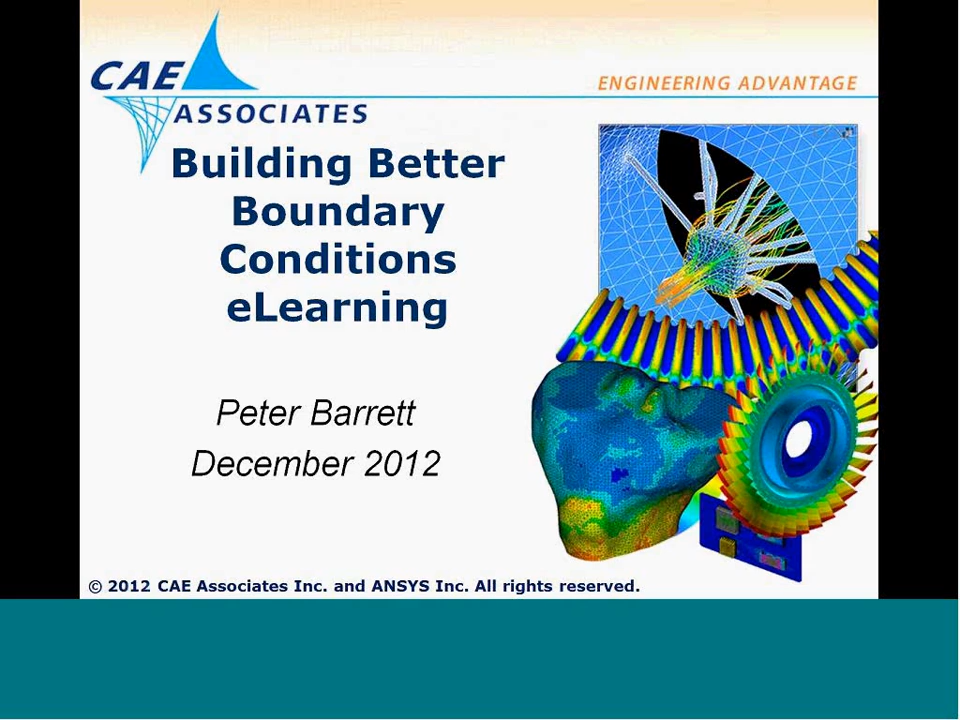 CAE
ASSOCIATES
ENGINEERING ADVANTAGE
Building Better
Boundary
Conditions
eLearning
Peter Barrett
December 2012
© 2012 CAE Associates Inc. and ANSYS Inc. All rights reserved.